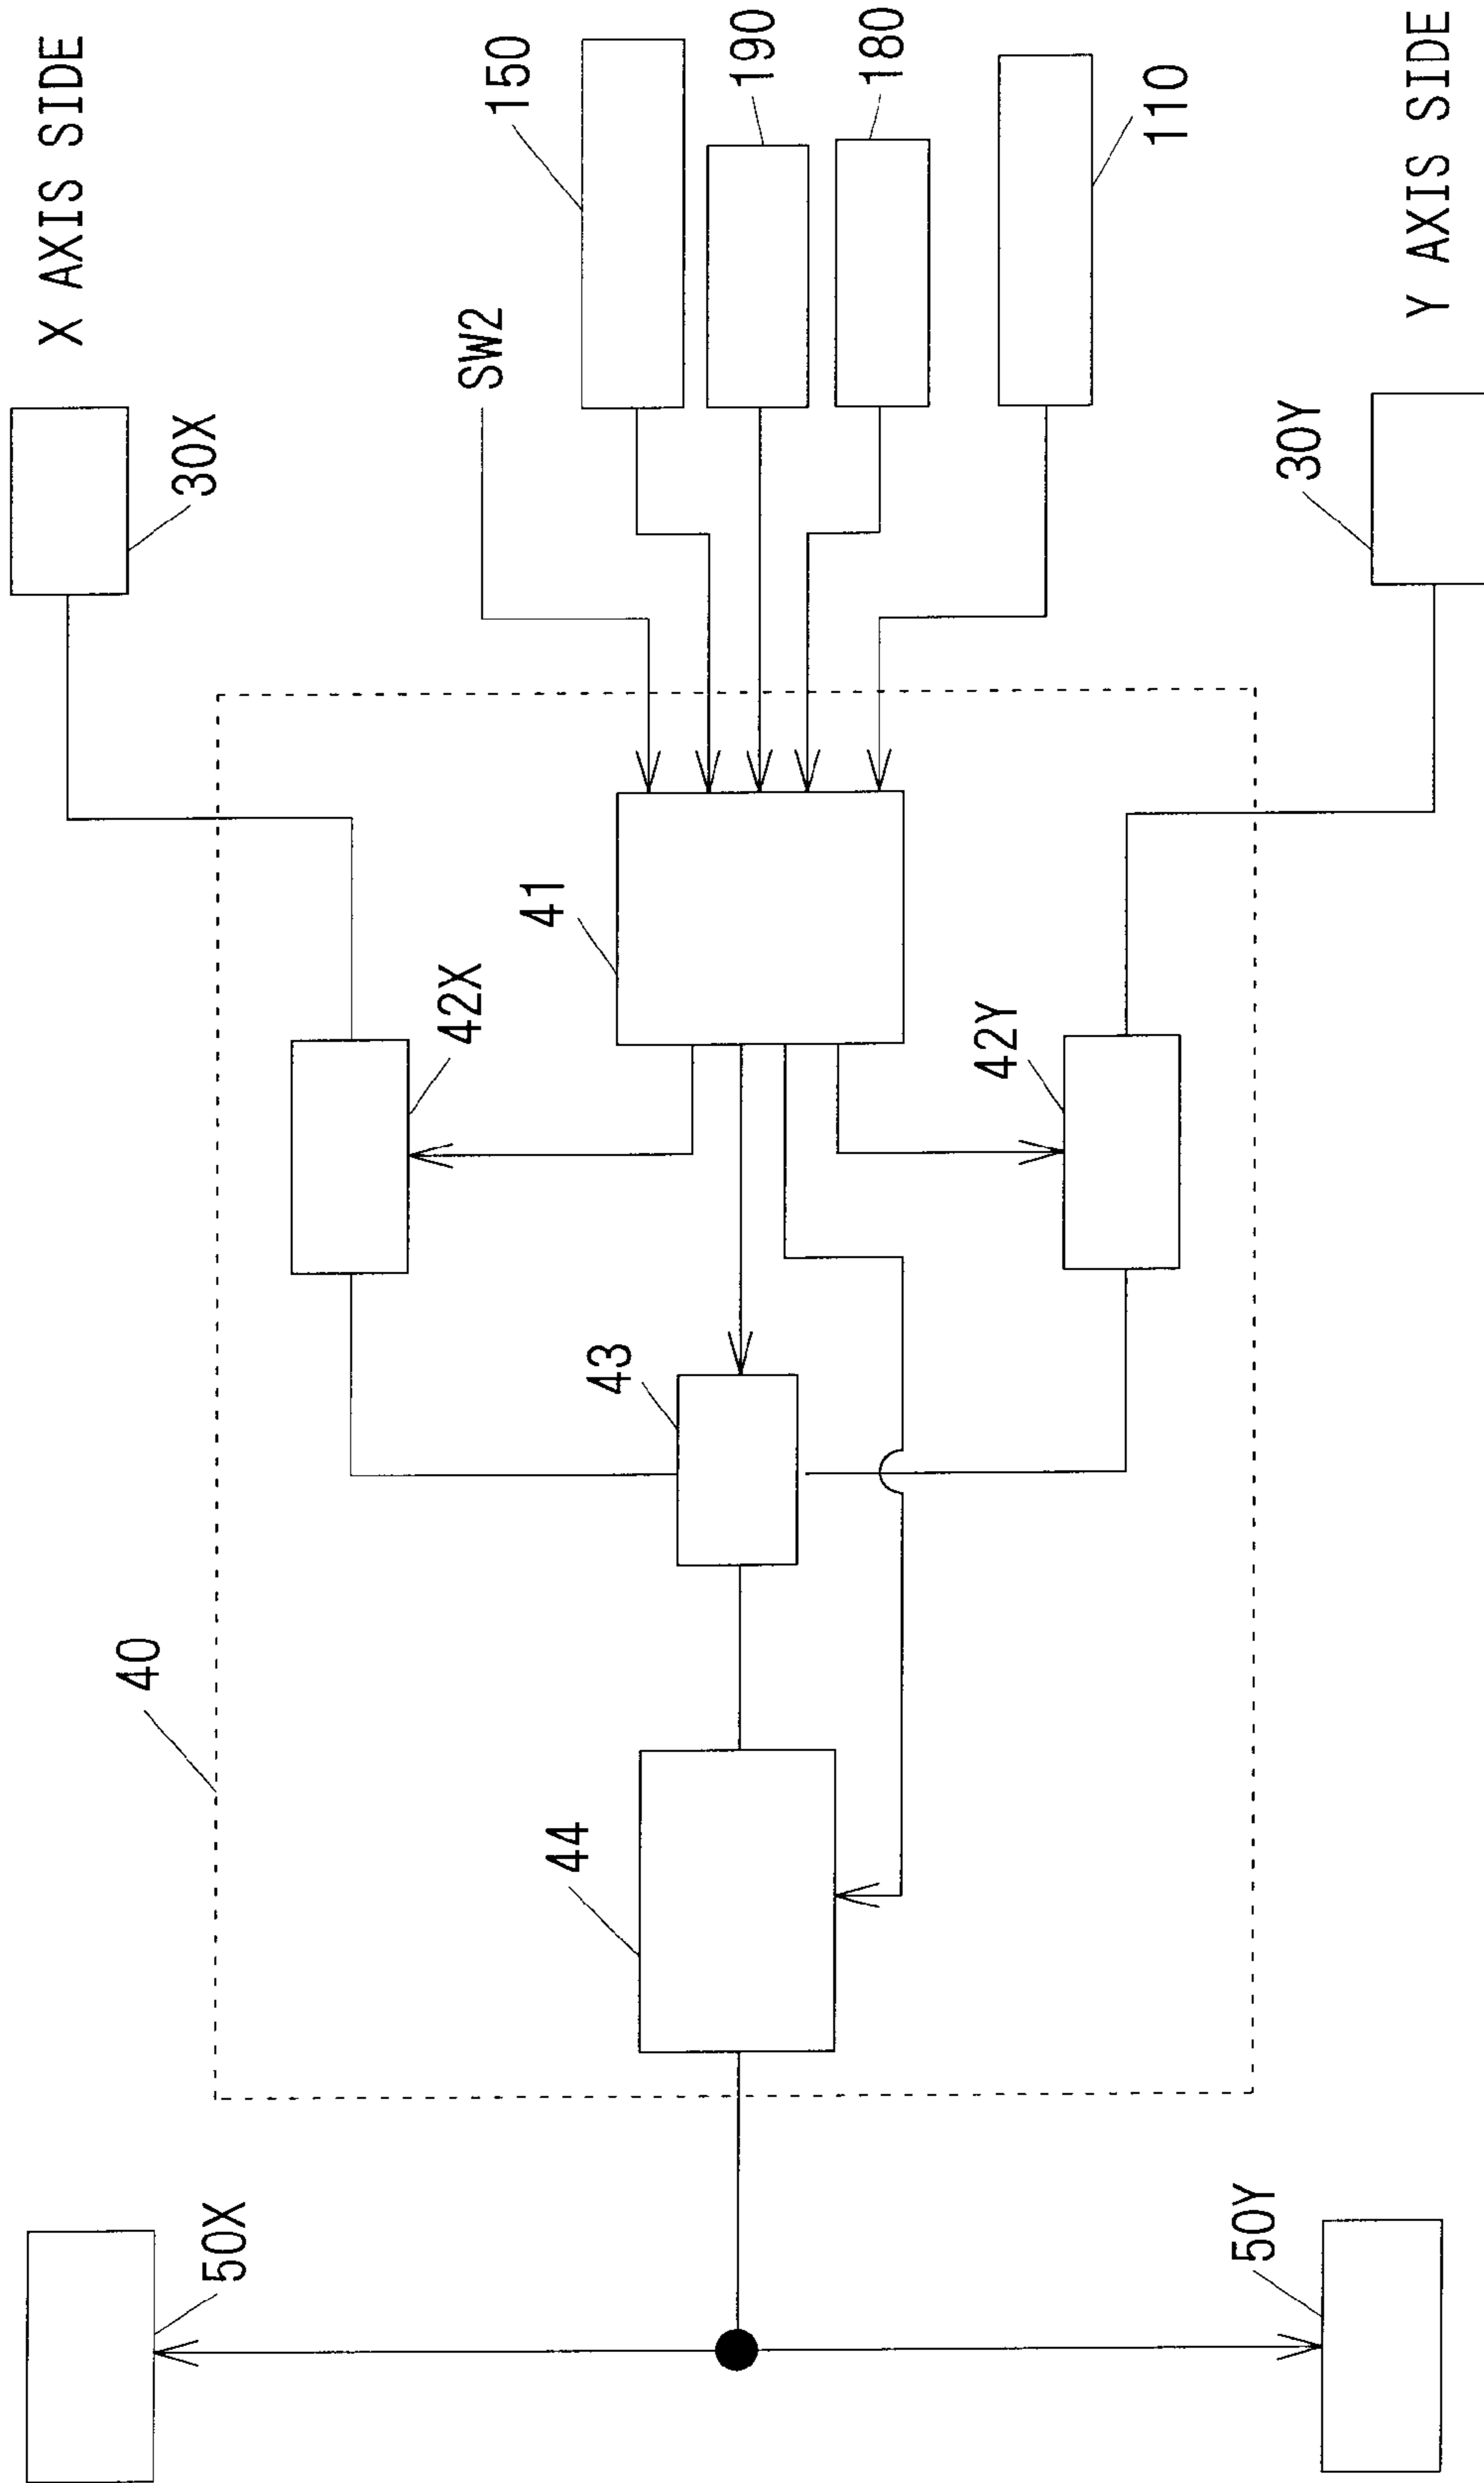 X AXIS SIDE
30X
SW2
150
190
180
110
Y AXIS SIDE
30Y
41
42X
42Y
43
40
44
50X
50Y